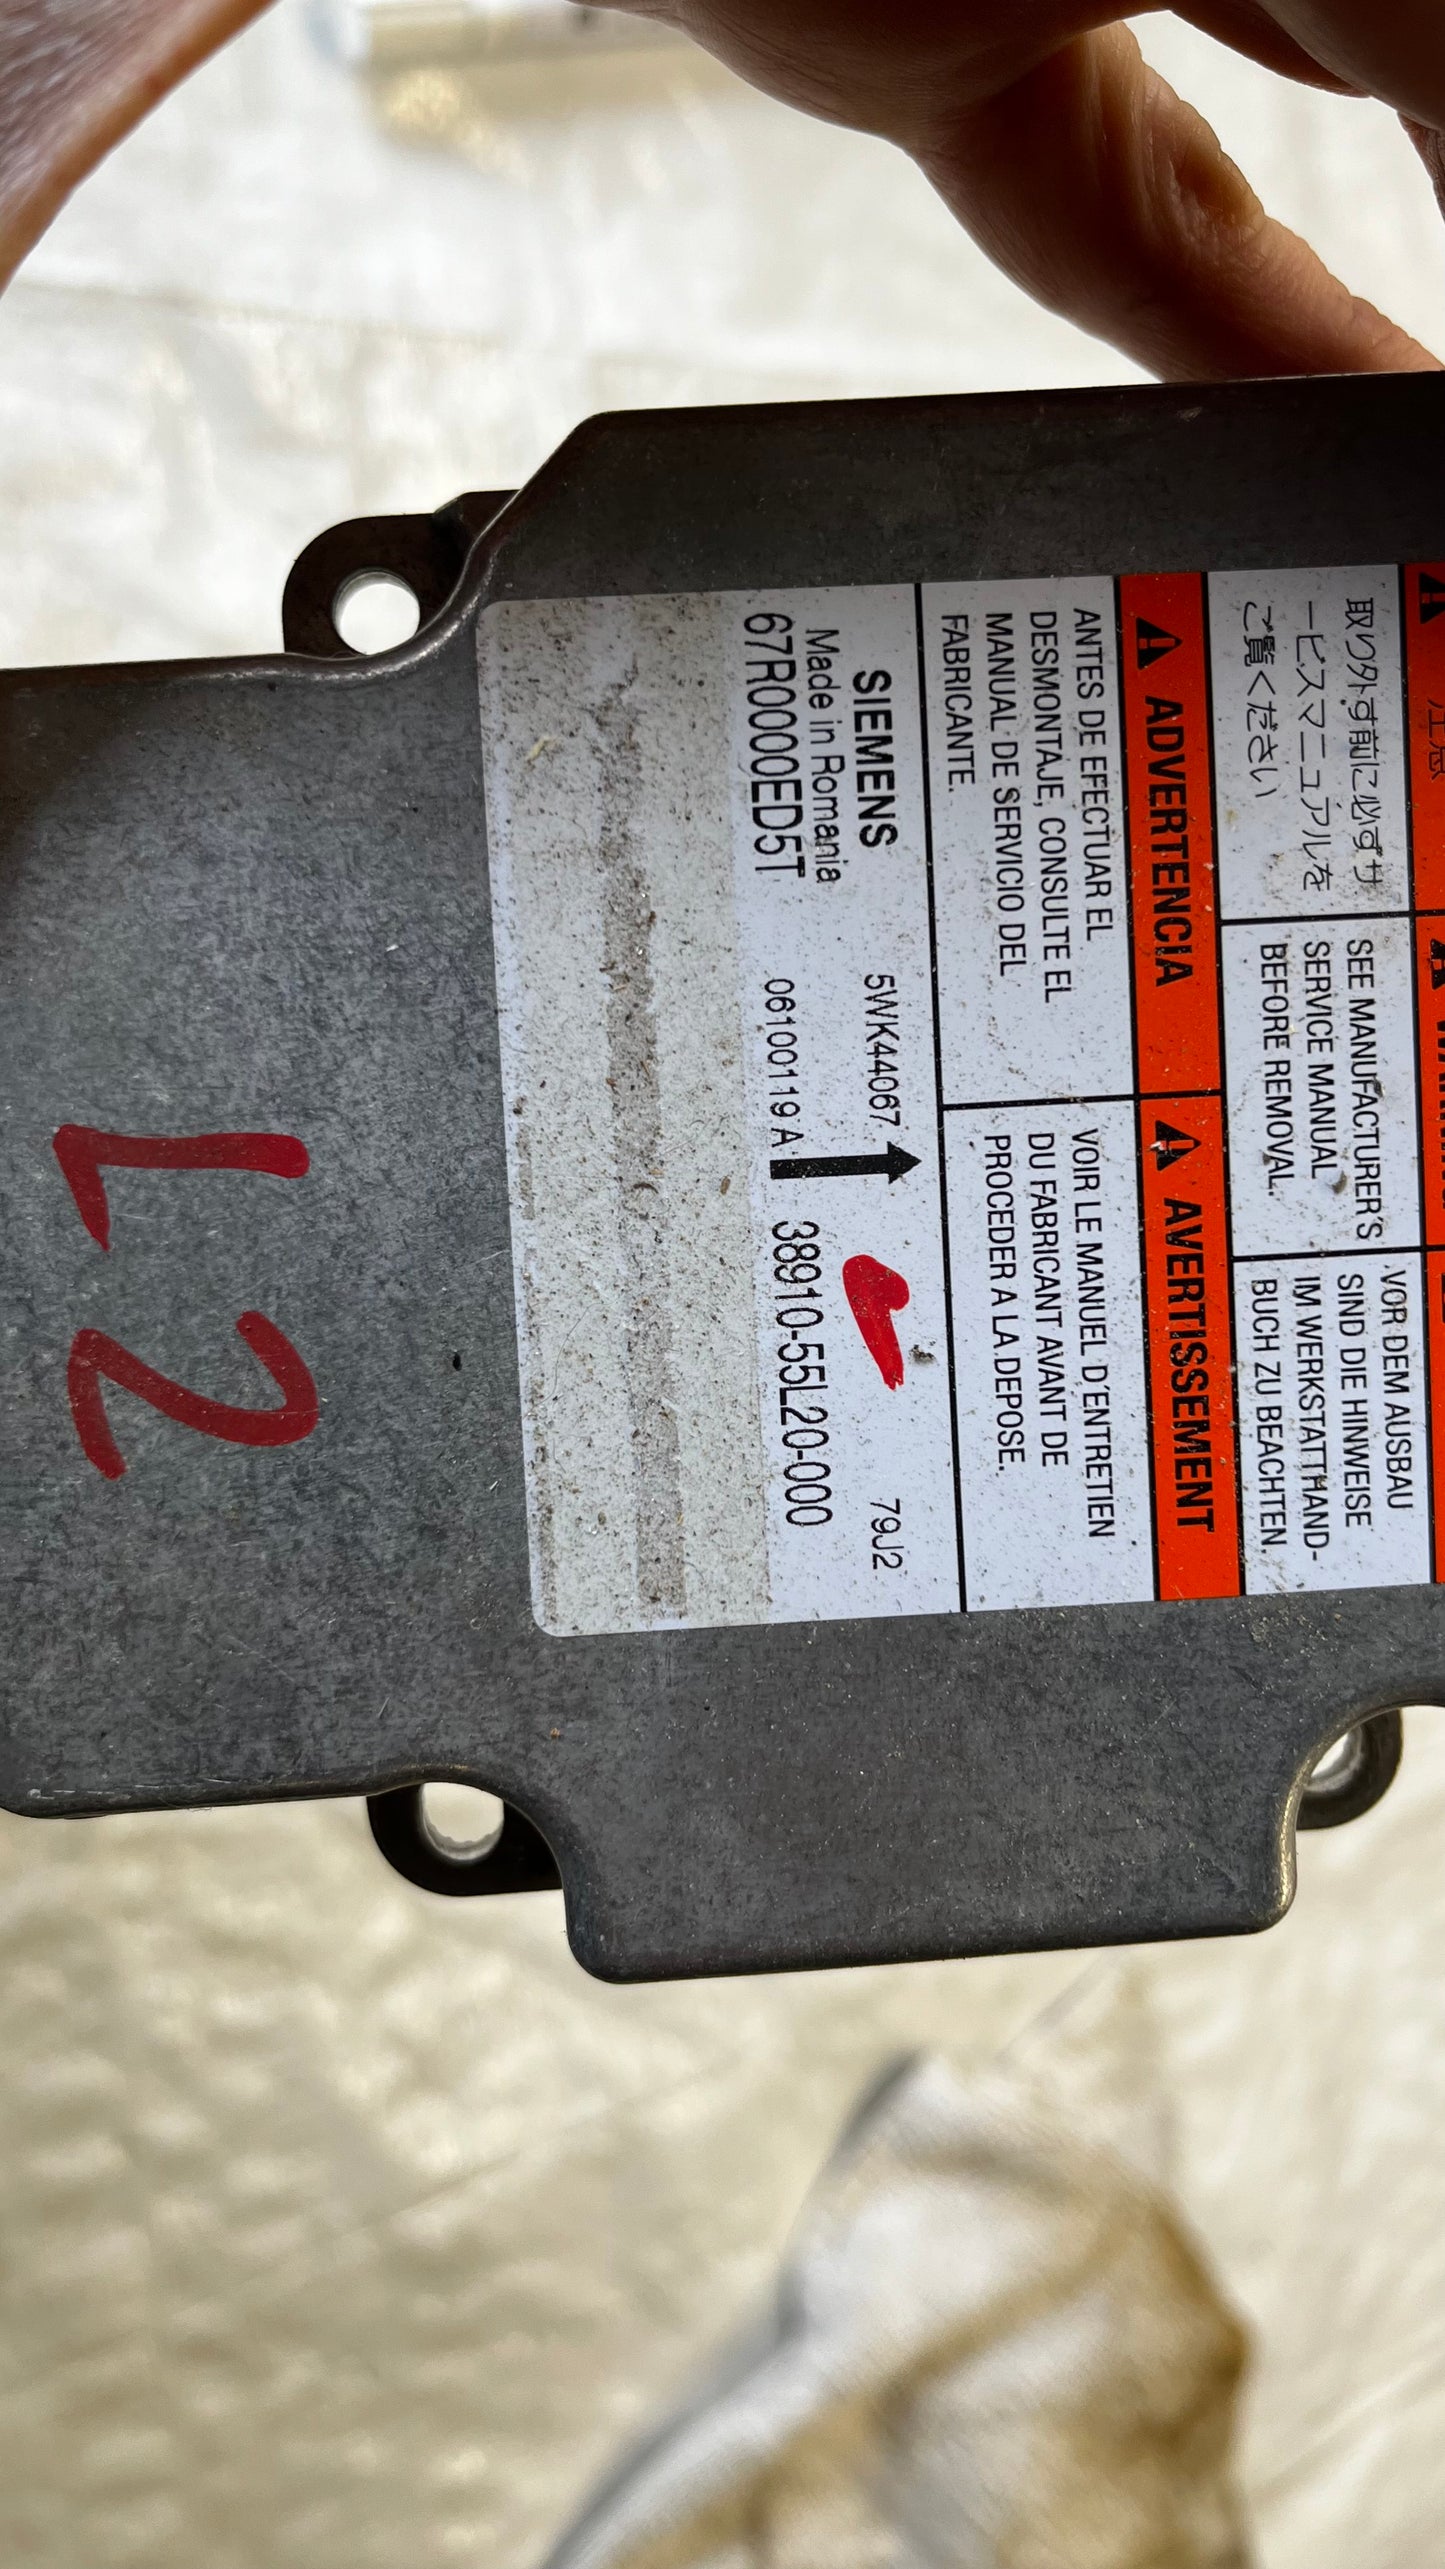 取り外す前に必ずサ
ービスマニュアルを
ご覧ください
SEE MANUFACTURER'S
SERVICE MANUAL
BEFORE REMOVAL.
VOR DEM AUSBAU
SIND DIE HINWEISE
IM WERKSTATTHAND-
BUCH ZU BEACHTEN.
ADVERTENCIA
ANTES DE EFECTUAR EL
DESMONTAJE, CONSULTE EL
MANUAL DE SERVICIO DEL
FABRICANTE.
AVERTISSEMENT
VOIR LE MANUEL D'ENTRETIEN
DU FABRICANT AVANT DE
PROCEDER A LA DEPOSE.
SIEMENS 5WK44067 79J2
Made in Romania
67R0000ED5T 06100119 A 38910-55L20-000
L2